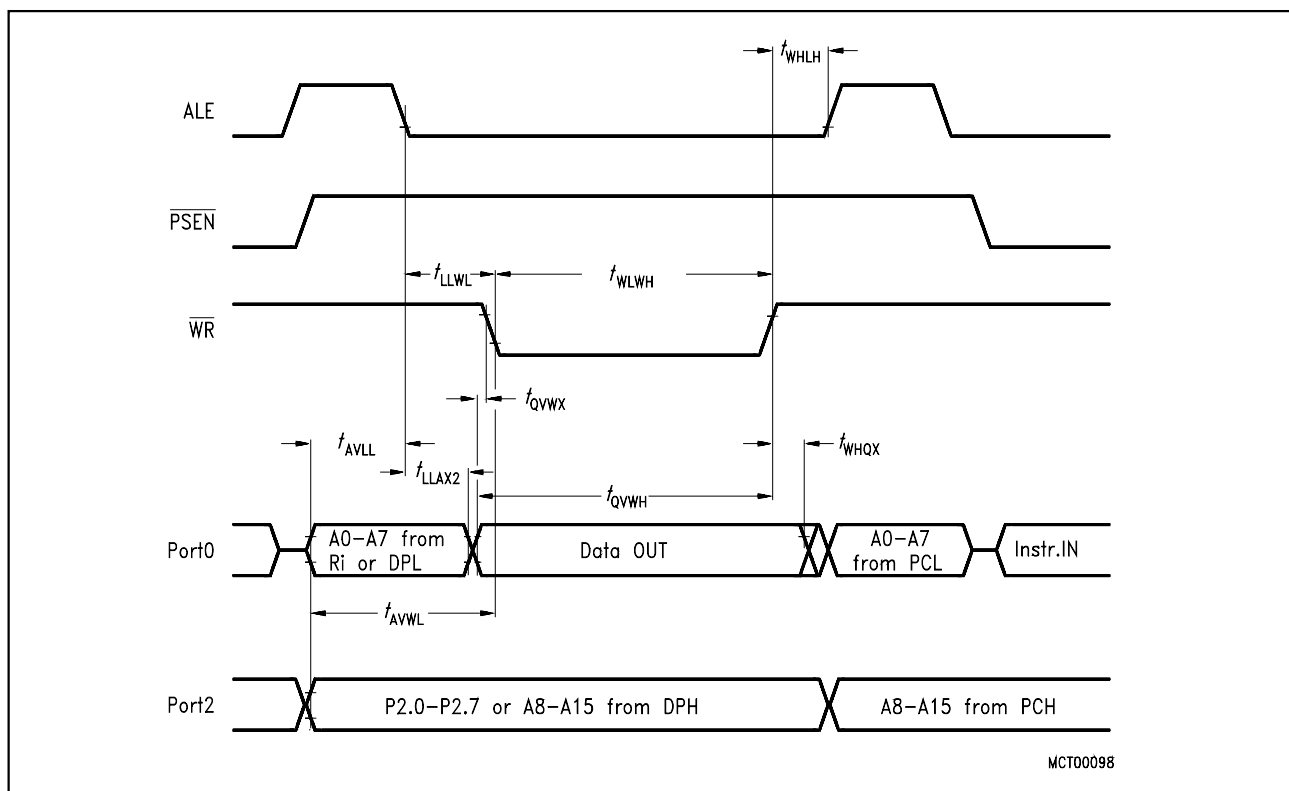 tWHLH
ALE
PSEN
tLLWL
tWLWH
WR
tQVWX
tAVLL
tWHQX
tLLAX2
tQVWH
Port0
A0-A7 from
Ri or DPL
Data OUT
A0-A7
from PCL
Instr.IN
tAVWL
Port2
P2.0-P2.7 or A8-A15 from DPH
A8-A15 from PCH
MCT00098